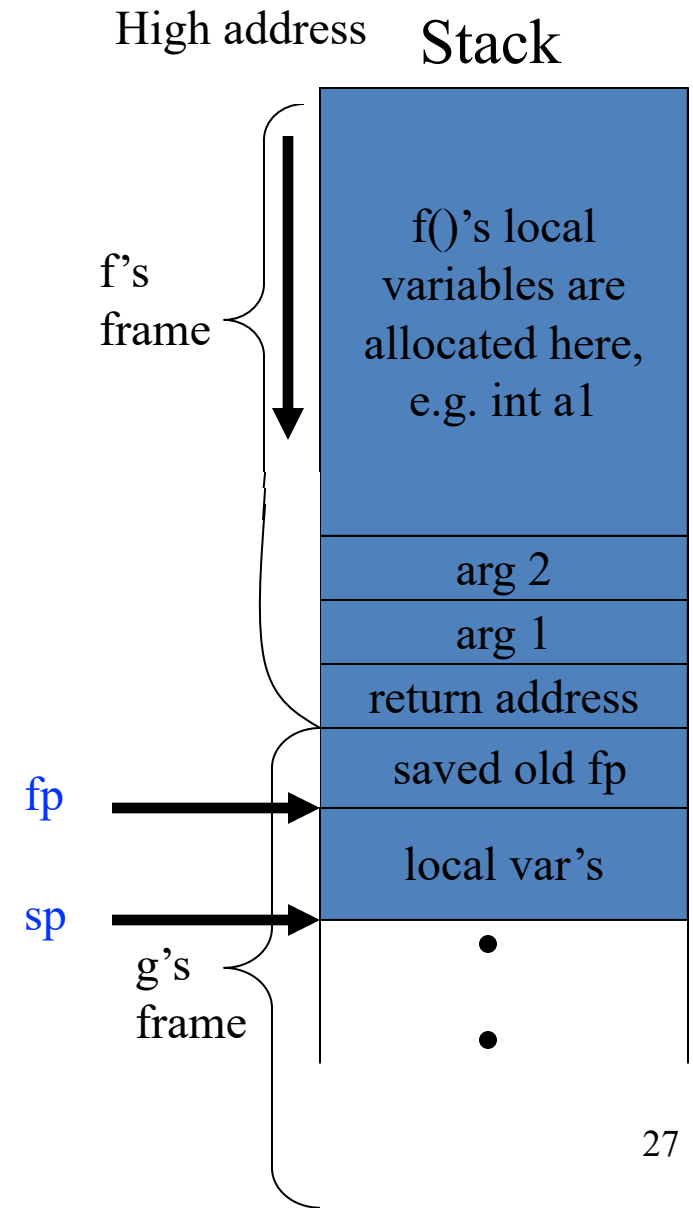 High address
Stack
f’s
frame
f()’s local
variables are
allocated here,
e.g. int a1
arg 2
arg 1
return address
saved old fp
fp
local var’s
sp
g’s
frame
27